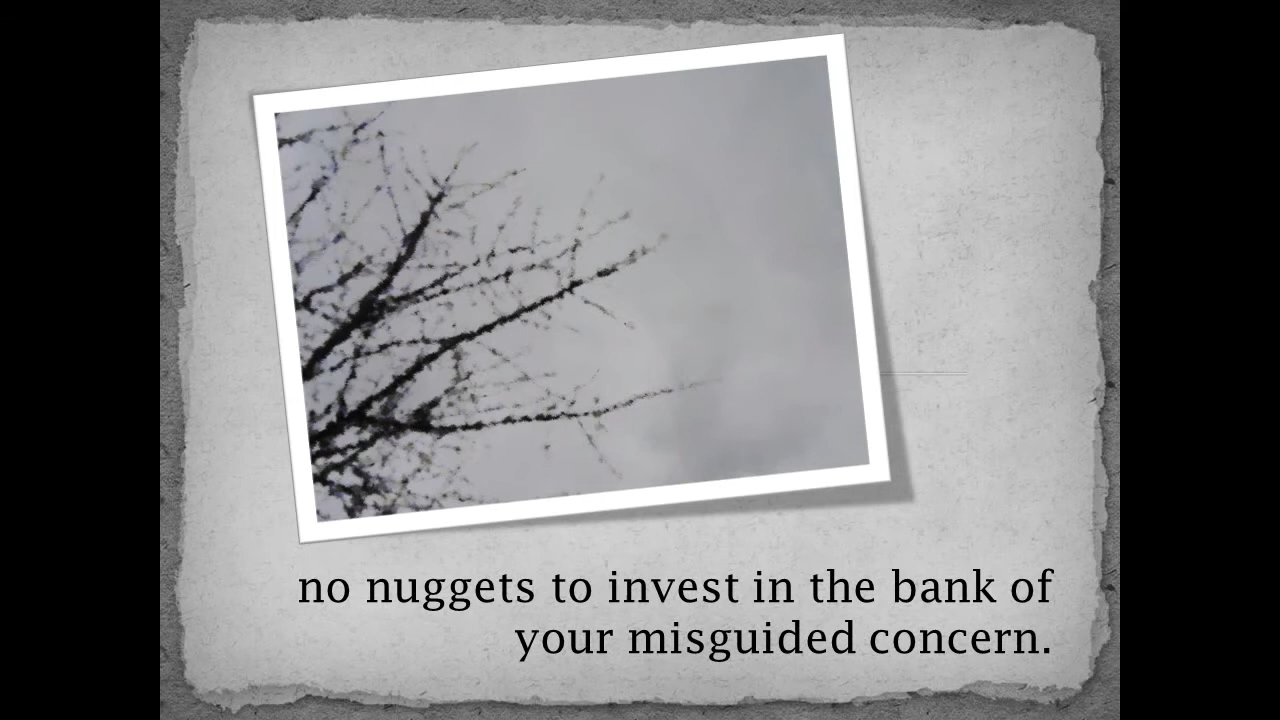 no nuggets to invest in the bank of
your misguided concern.